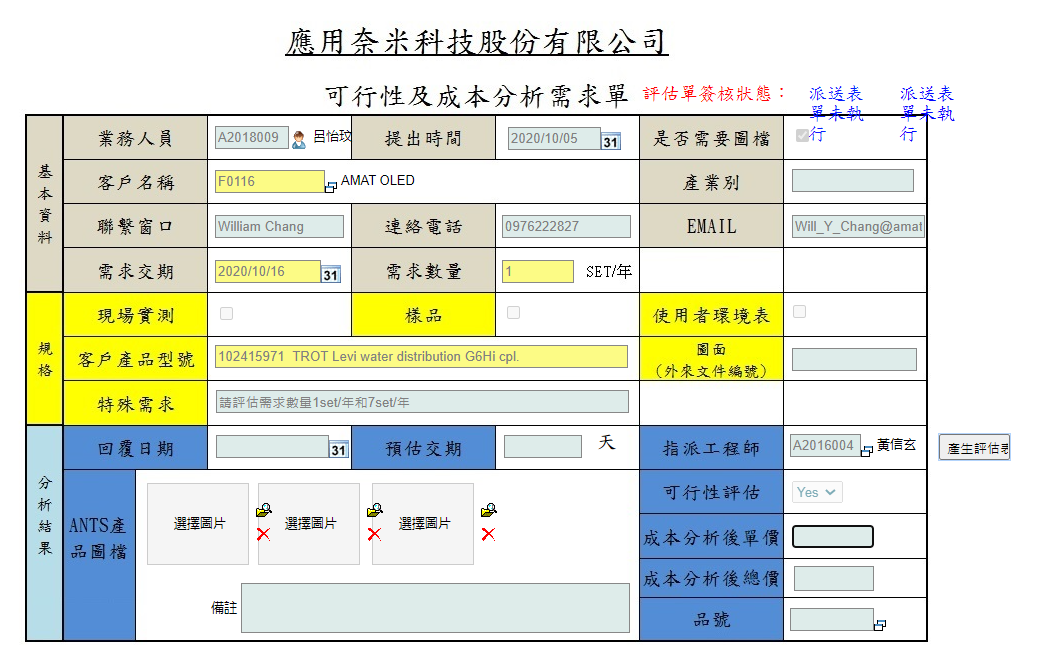 應用奈米科技股份有限公司
可行性及成本分析需求單 評估單簽核狀態： 派送表單未執行 派送表單未執行
基本資料
業務人員 A2018009 呂怡玟 提出時間 2020/10/05 31 是否需要圖檔
客戶名稱 F0116 AMAT OLED 產業別
聯繫窗口 William Chang 連絡電話 0976222827 EMAIL Will_Y_Chang@amat
需求交期 2020/10/16 31 需求數量 1 SET/年
規格
現場實測 樣品 使用者環境表
客戶產品型號 102415971 TROT Levi water distribution G6Hi cpl. 圖面
（外來文件編號）
特殊需求 請評估需求數量1set/年和7set/年
分析結果
回覆日期 31 預估交期 天 指派工程師 A2016004 黃信玄 產生評估表
ANTS產品圖檔 選擇圖片 選擇圖片 選擇圖片 可行性評估 Yes
成本分析後單價
成本分析後總價
備註 品號